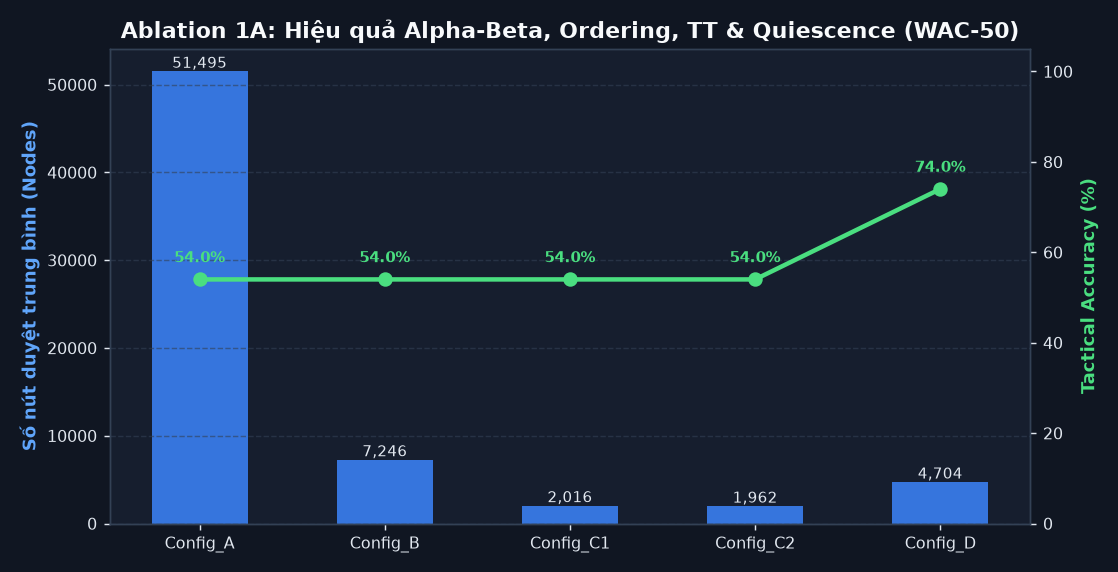 Ablation 1A: Hiệu quả Alpha-Beta, Ordering, TT & Quiescence (WAC-50)
Số nút duyệt trung bình (Nodes)
50000
40000
30000
20000
10000
0
51,495
7,246
2,016
1,962
4,704
54.0%
54.0%
54.0%
54.0%
74.0%
Config_A
Config_B
Config_C1
Config_C2
Config_D
100
80
60
40
20
0
Tactical Accuracy (%)